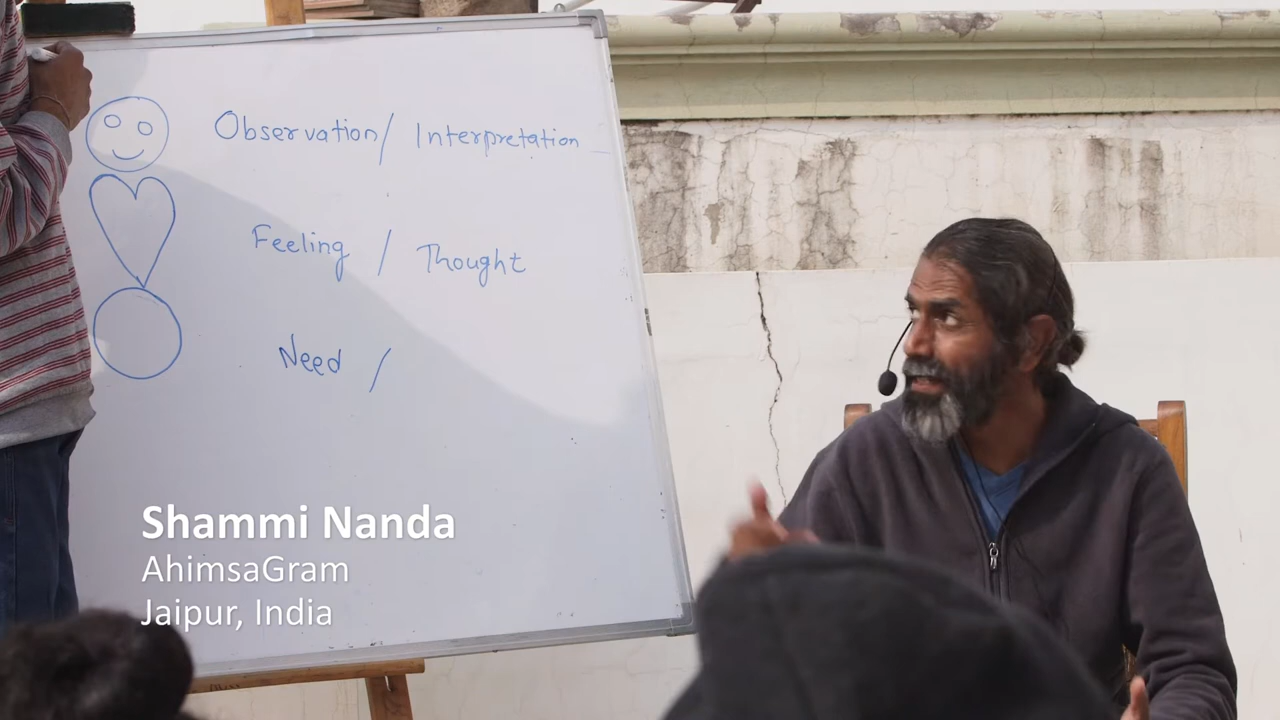 Observation/ Interpretation
Feeling / Thought
Need /
Shammi Nanda
AhimsaGram
Jaipur, India